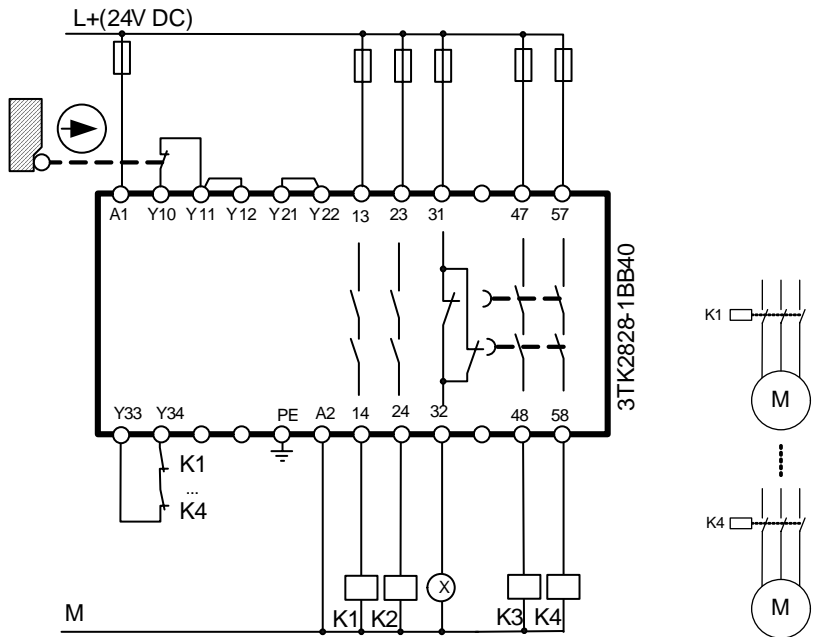 L+(24V DC)
A1 Y10 Y11 Y12 Y21 Y22 13 23 31 47 57
3TK2828-1BB40
K1
M
Y33 Y34 PE A2 14 24 32 48 58
K1
...
K4
K4
X
K1 K2 K3 K4
M
M